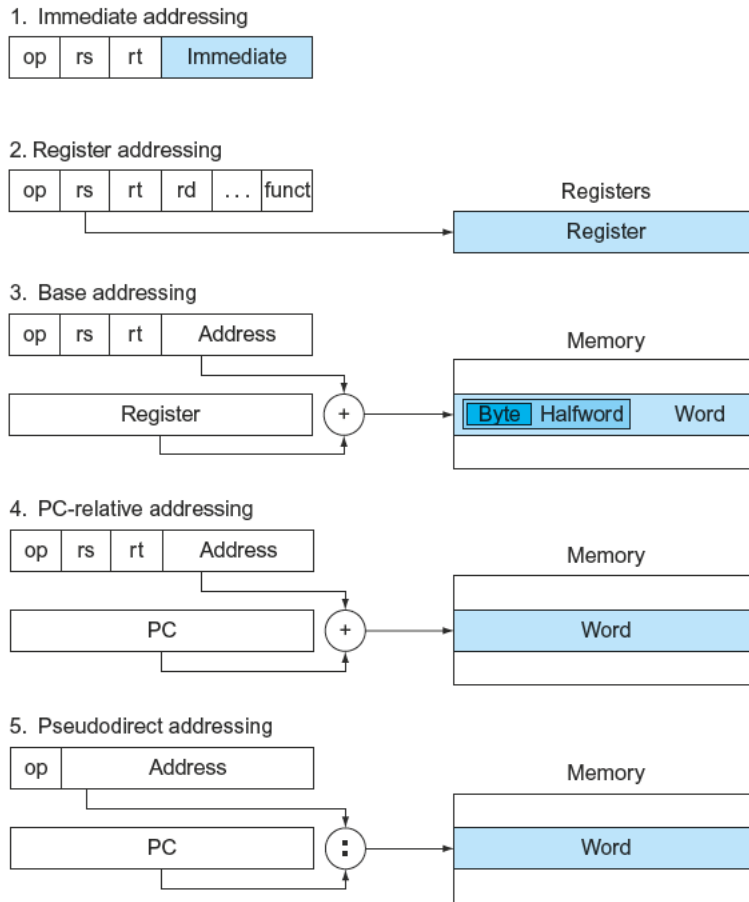 1. Immediate addressing
op rs rt Immediate
2. Register addressing
op rs rt rd ... funct
Registers
Register
3. Base addressing
op rs rt Address
Memory
Register
+
Byte Halfword Word
4. PC-relative addressing
op rs rt Address
Memory
PC
+
Word
5. Pseudodirect addressing
op Address
Memory
PC
:
Word